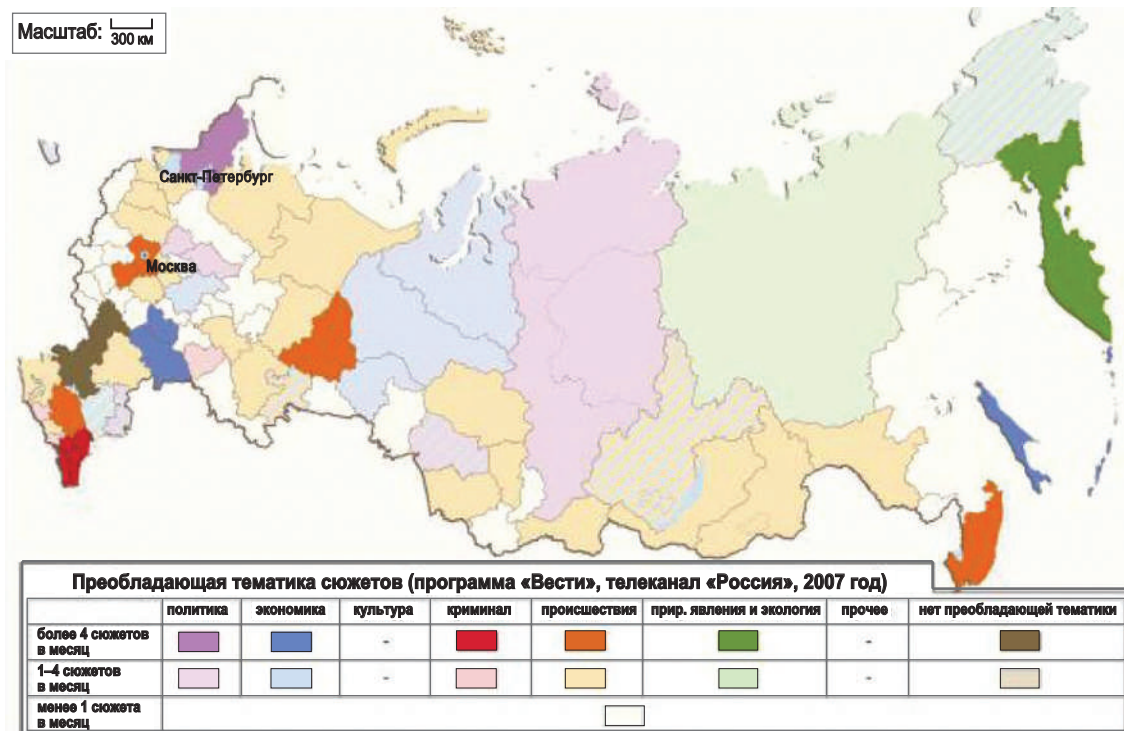 Масштаб: 300 км
Санкт-Петербург
Москва
Преобладающая тематика сюжетов (программа «Вести», телеканал «Россия», 2007 год)
политика экономика культура криминал происшествия прир. явления и экология прочее нет преобладающей тематики
более 4 сюжетов
в месяц - -
1–4 сюжетов
в месяц - -
менее 1 сюжета
в месяц